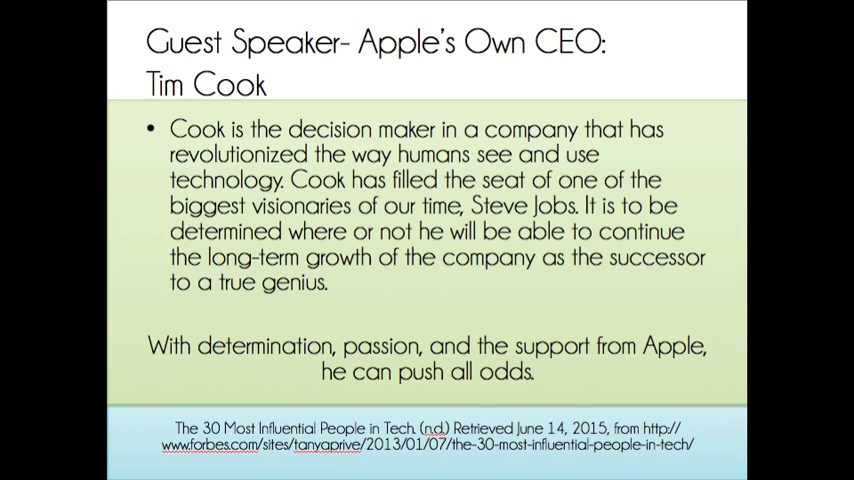 Guest Speaker- Apple's Own CEO:
Tim Cook
• Cook is the decision maker in a company that has
revolutionized the way humans see and use
technology. Cook has filled the seat of one of the
biggest visionaries of our time, Steve Jobs. It is to be
determined where or not he will be able to continue
the long-term growth of the company as the successor
to a true genius.
With determination, passion, and the support from Apple,
he can push all odds.
The 30 Most Influential People in Tech. (n.d.) Retrieved June 14, 2015, from http://
www.forbes.com/sites/tanyaprive/2013/01/07/the-30-most-influential-people-in-tech/